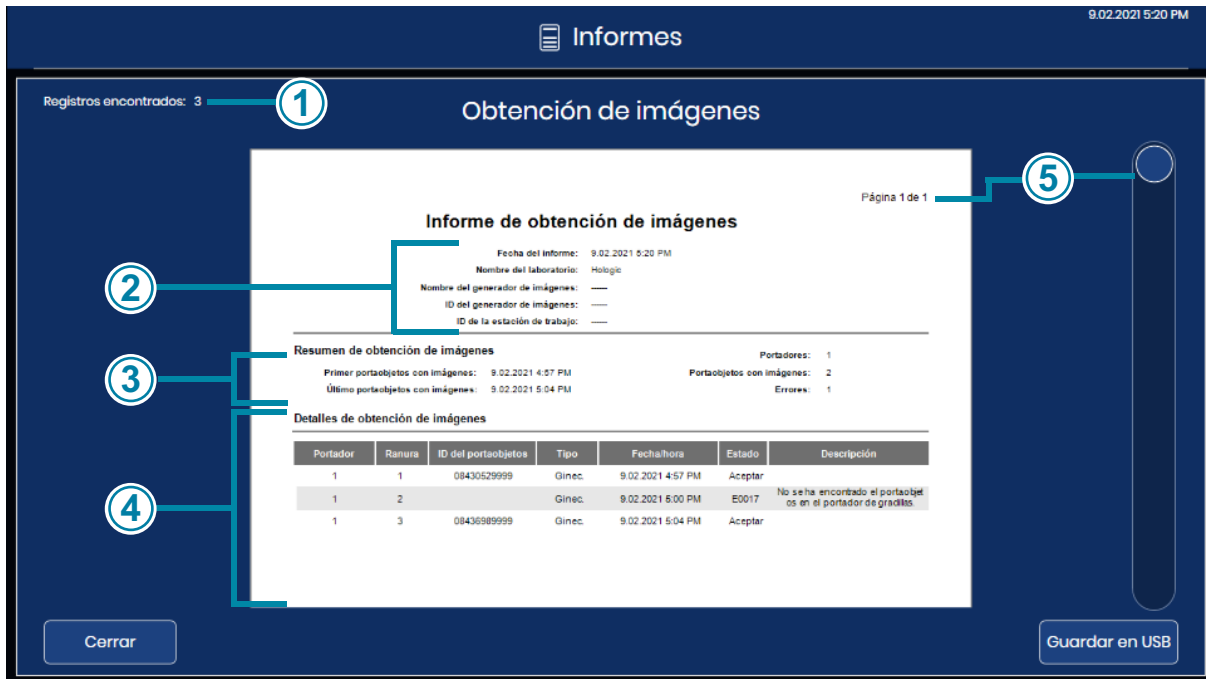 9.02.2021 5:20 PM
Informes
Registros encontrados: 3
1
Obtención de imágenes
Página 1 de 1
5
Informe de obtención de imágenes
2
Fecha del informe: 9.02.2021 5:20 PM
Nombre del laboratorio: Hologic
Nombre del generador de imágenes: -----
ID del generador de imágenes: -----
ID de la estación de trabajo: -----
3
Resumen de obtención de imágenes
Portadores: 1
Primer portaobjetos con imágenes: 9.02.2021 4:57 PM
Portaobjetos con imágenes: 2
Último portaobjetos con imágenes: 9.02.2021 5:04 PM
Errores: 1
4
Detalles de obtención de imágenes
Portador Ranura ID del portaobjetos Tipo Fecha/hora Estado Descripción
1 1 08430529999 Ginec. 9.02.2021 4:57 PM Aceptar
1 2 Ginec. 9.02.2021 5:00 PM E0017 No se ha encontrado el portaobjet
os en el portador de gradillas.
1 3 08436989999 Ginec. 9.02.2021 5:04 PM Aceptar
Cerrar
Guardar en USB